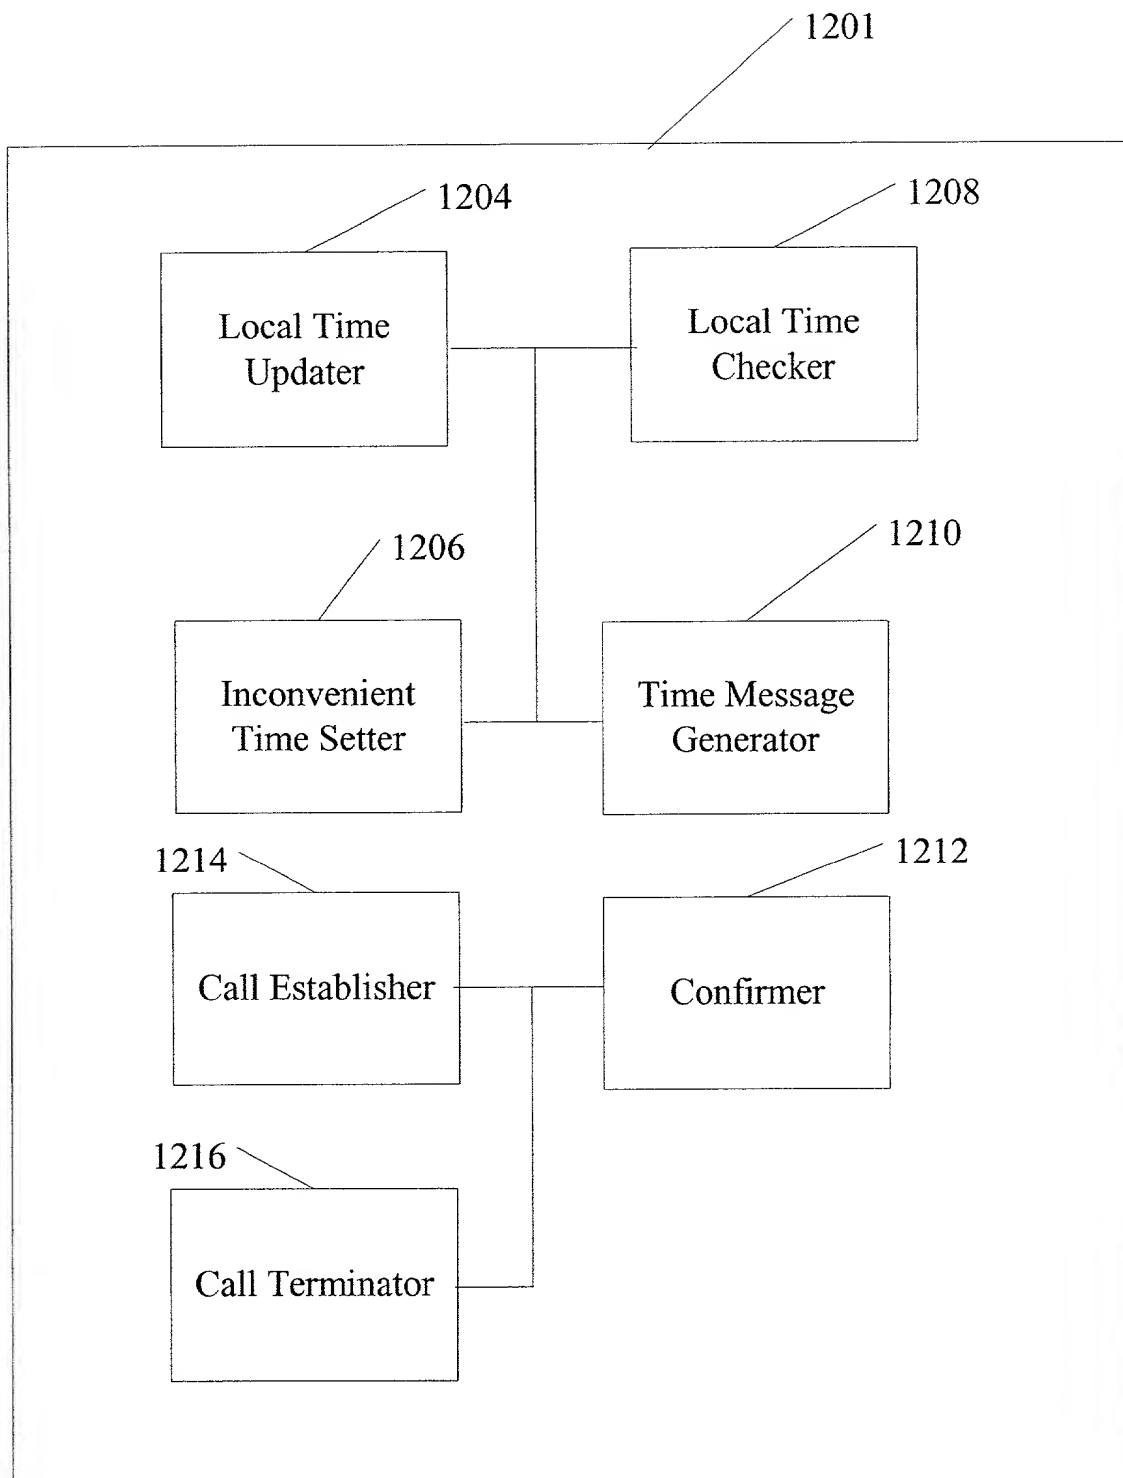 1201
1204
1208
Local Time
Updater
Local Time
Checker
1206
1210
Inconvenient
Time Setter
Time Message
Generator
1214
1212
Call Establisher
Confirmer
1216
Call Terminator